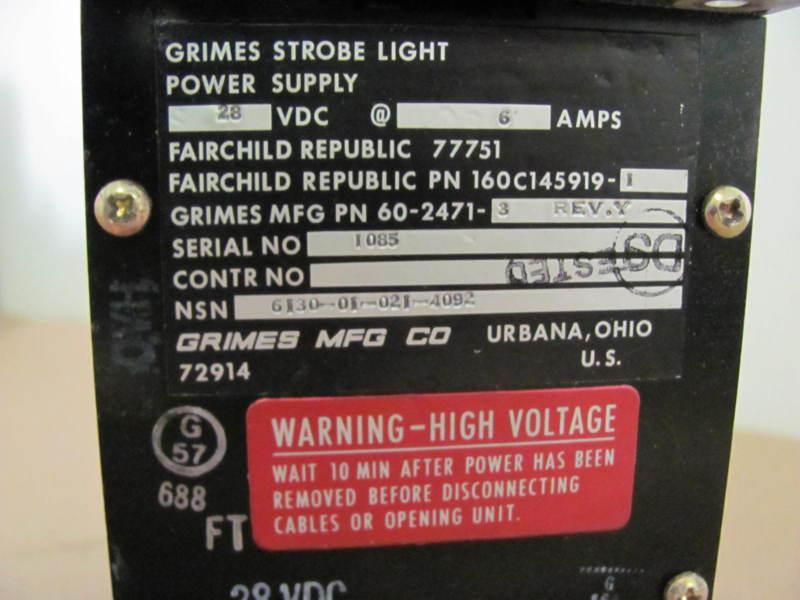 GRIMES STROBE LIGHT
POWER SUPPLY
28 VDC @ 6 AMPS
FAIRCHILD REPUBLIC 77751
FAIRCHILD REPUBLIC PN 160C145919-1
GRIMES MFG PN 60-2471-3 REV.Y
SERIAL NO 1085
CONTR NO
TESTED
NSN 6130-01-021-4092
GRIMES MFG CO URBANA, OHIO
72914 U.S.
G
57
688
FT
WARNING-HIGH VOLTAGE
WAIT 10 MIN AFTER POWER HAS BEEN
REMOVED BEFORE DISCONNECTING
CABLES OR OPENING UNIT.
28 VDC
G